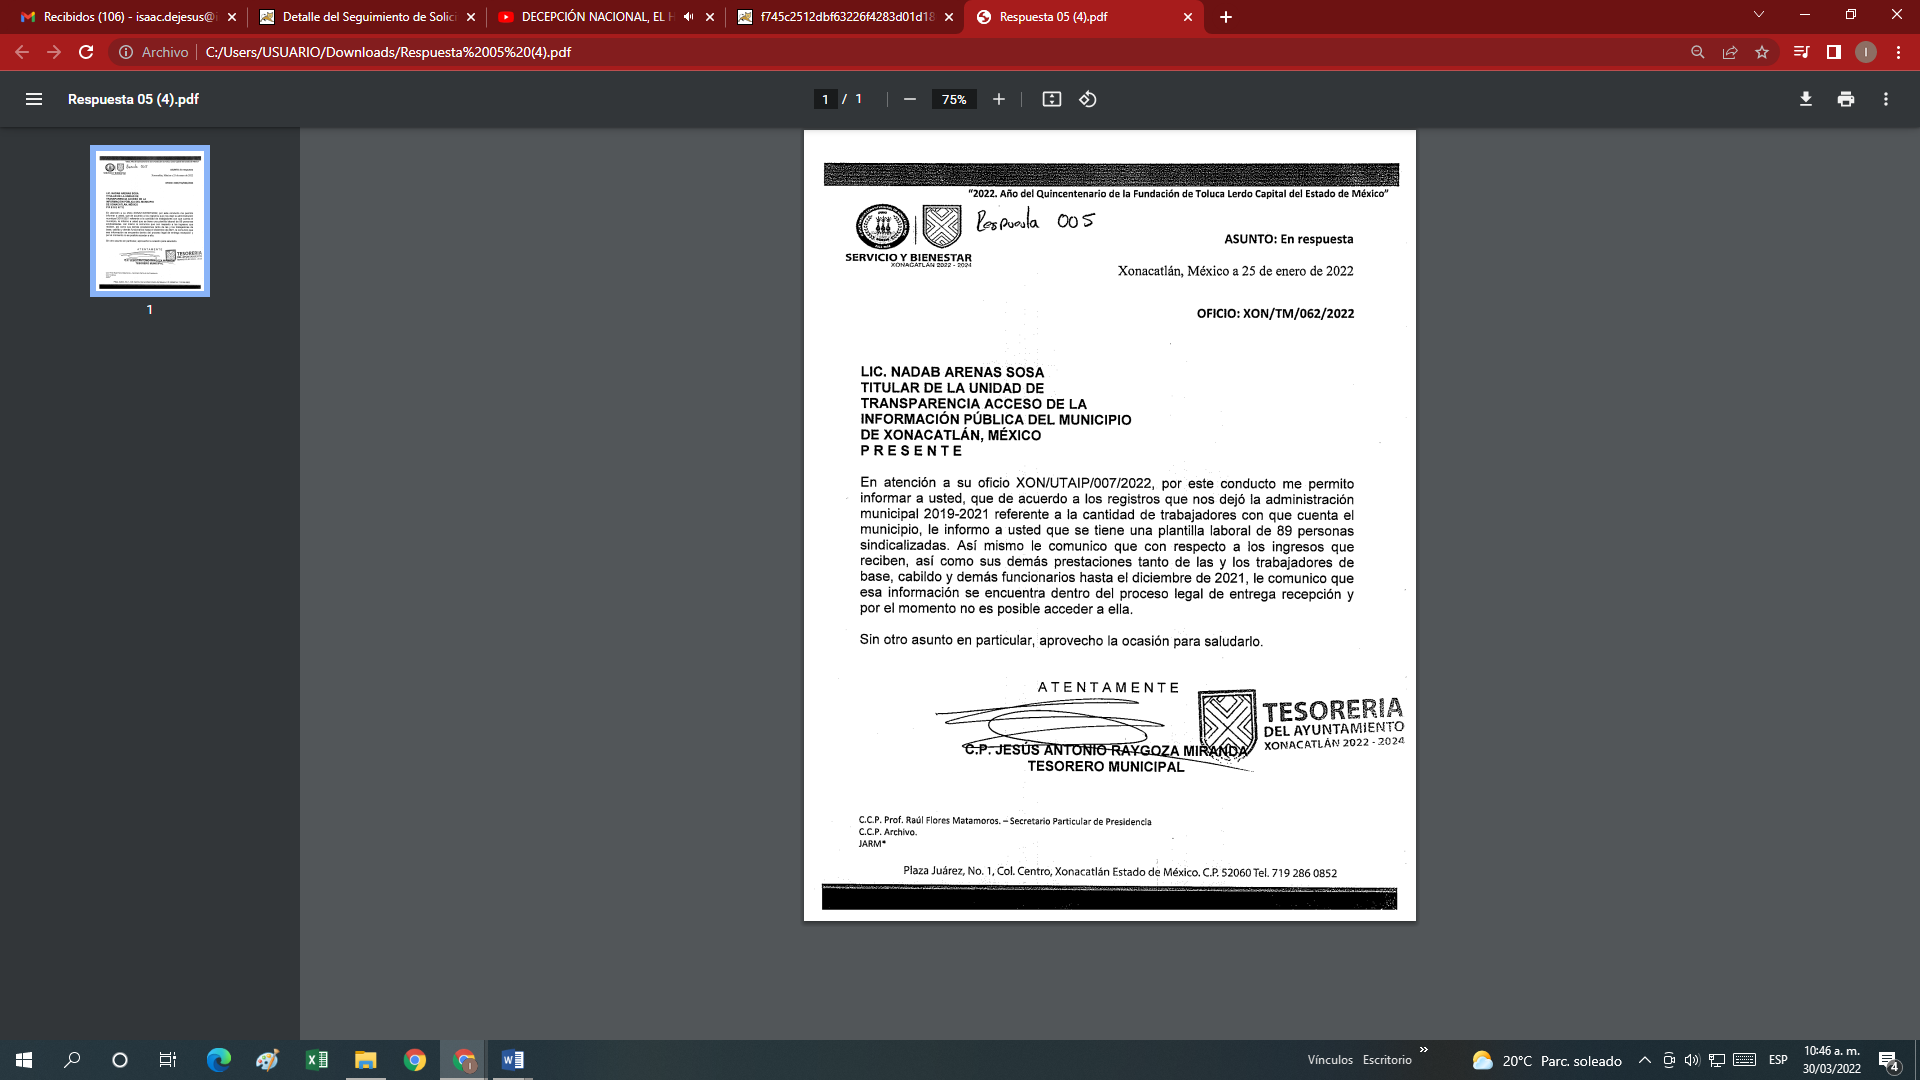 Recibidos (106) - isaac.dejesus@i
Detalle del Seguimiento de Solici
DECEPCIÓN NACIONAL, EL H
f745c2512dbf63226f4283d01d18
Respuesta 05 (4).pdf
Archivo
C:/Users/USUARIO/Downloads/Respuesta%2005%20(4).pdf
I
Respuesta 05 (4).pdf
1 / 1
75%
1
"2022. Año del Quincentenario de la Fundación de Toluca Lerdo Capital del Estado de México"
Respuesta 005
SERVICIO Y BIENESTAR
XONACATLÁN 2022 - 2024
ASUNTO: En respuesta
Xonacatlán, México a 25 de enero de 2022
OFICIO: XON/TM/062/2022
LIC. NADAB ARENAS SOSA
TITULAR DE LA UNIDAD DE
TRANSPARENCIA ACCESO DE LA
INFORMACIÓN PÚBLICA DEL MUNICIPIO
DE XONACATLÁN, MÉXICO
P R E S E N T E
En atención a su oficio XON/UTAIP/007/2022, por este conducto me permito
informar a usted, que de acuerdo a los registros que nos dejó la administración
municipal 2019-2021 referente a la cantidad de trabajadores con que cuenta el
municipio, le informo a usted que se tiene una plantilla laboral de 89 personas
sindicalizadas. Así mismo le comunico que con respecto a los ingresos que
reciben, así como sus demás prestaciones tanto de las y los trabajadores de
base, cabildo y demás funcionarios hasta el diciembre de 2021, le comunico que
esa información se encuentra dentro del proceso legal de entrega recepción y
por el momento no es posible acceder a ella.
Sin otro asunto en particular, aprovecho la ocasión para saludarlo.
A T E N T A M E N T E
C.P. JESÚS ANTONIO RAYGOZA MIRANDA
TESORERO MUNICIPAL
TESORERIA
DEL AYUNTAMIENTO
XONACATLÁN 2022 - 2024
C.C.P. Prof. Raúl Flores Matamoros. – Secretario Particular de Presidencia
C.C.P. Archivo.
JARM*
Plaza Juárez, No. 1, Col. Centro, Xonacatlán Estado de México. C.P. 52060 Tel. 719 286 0852
Vínculos
Escritorio
20°C Parc. soleado
ESP
10:46 a. m.
30/03/2022
4